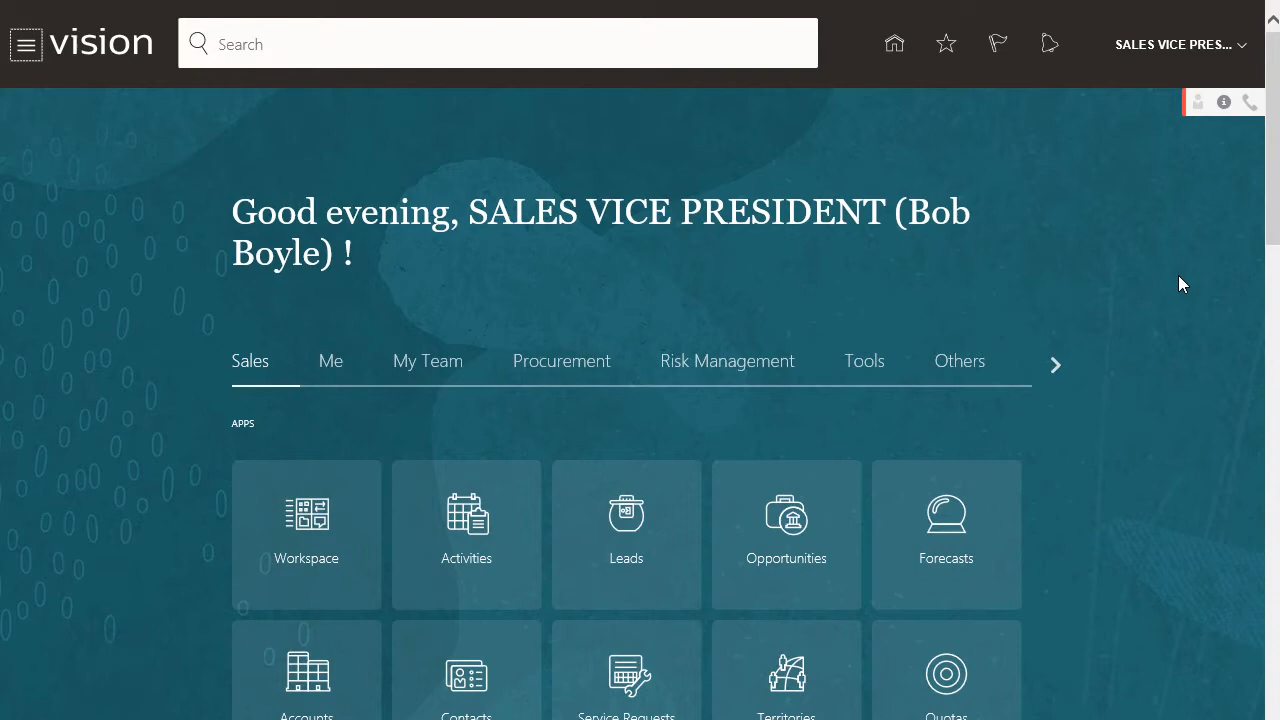 vision
Search
SALES VICE PRES...
Good evening, SALES VICE PRESIDENT (Bob
Boyle) !
Sales Me My Team Procurement Risk Management Tools Others
APPS
Workspace Activities Leads Opportunities Forecasts
Accounts Contacts Service Requests Territories Quotas